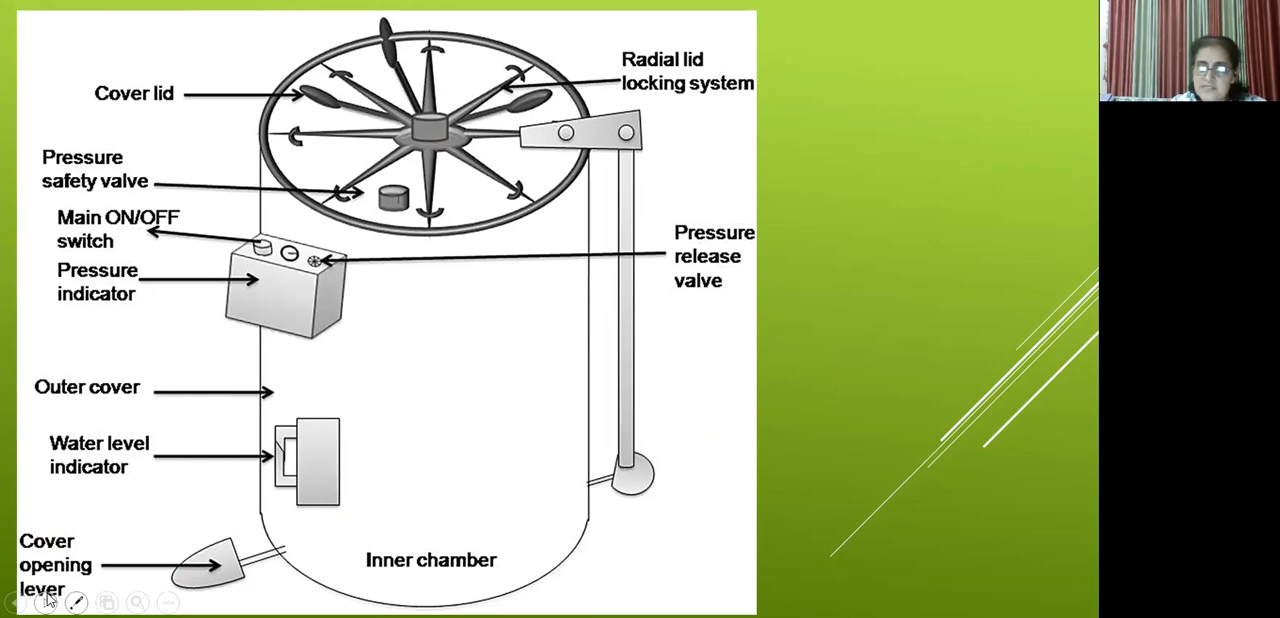 Radial lid
locking system
Cover lid
Pressure
safety valve
Main ON/OFF
switch
Pressure
release
valve
Pressure
indicator
Outer cover
Water level
indicator
Cover
opening
lever
Inner chamber